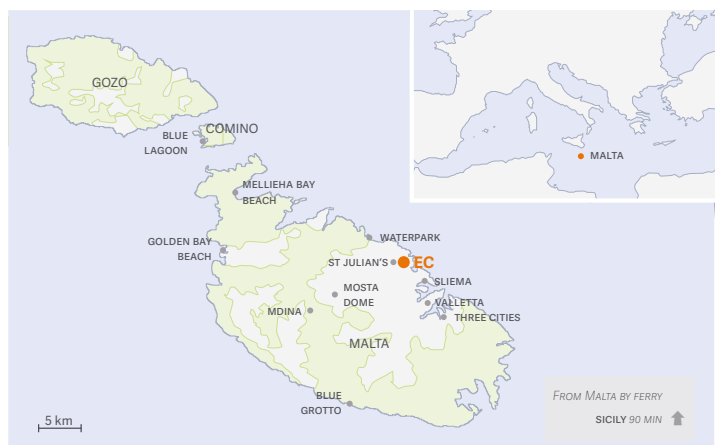 GOZO
COMINO
BLUE
LAGOON
MALTA
MELLIEHA BAY
BEACH
GOLDEN BAY
BEACH
WATERPARK
ST JULIAN'S
EC
SLIEMA
MOSTA
DOME
VALLETTA
MDINA
THREE CITIES
MALTA
BLUE
GROTTO
5 km
FROM MALTA BY FERRY
SICILY 90 MIN